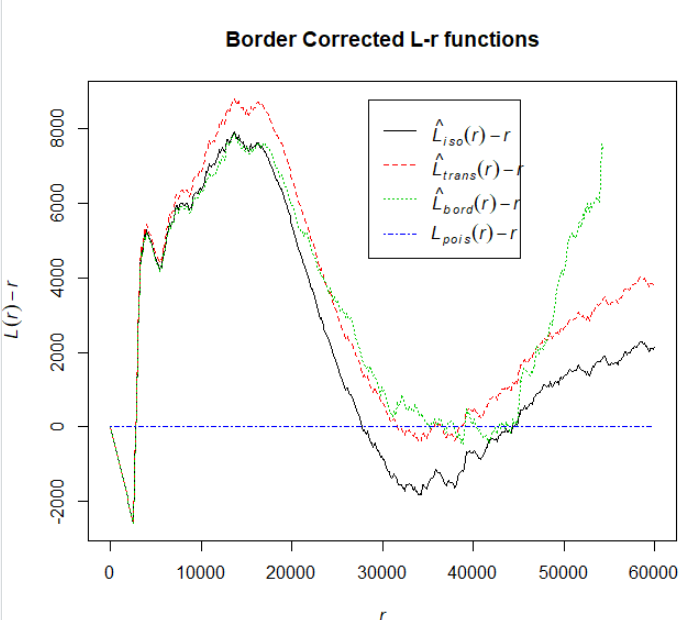 Border Corrected L-r functions
L(r) − r
8000
6000
4000
2000
0
-2000
L̂iso(r) − r
L̂trans(r) − r
L̂bord(r) − r
Lpois(r) − r
0 10000 20000 30000 40000 50000 60000
r